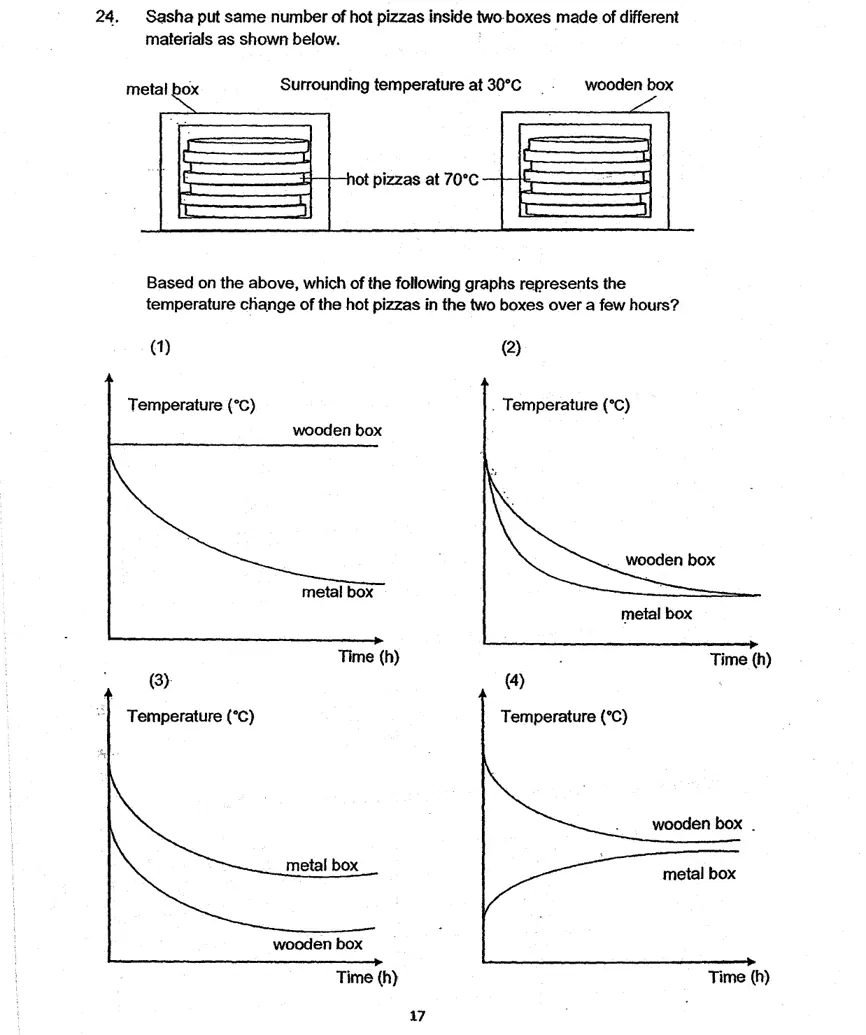 24. Sasha put same number of hot pizzas inside two boxes made of different
materials as shown below.
metal box
Surrounding temperature at 30°C
wooden box
hot pizzas at 70°C
Based on the above, which of the following graphs represents the
temperature change of the hot pizzas in the two boxes over a few hours?
(1)
Temperature (°C)
wooden box
metal box
Time (h)
(2)
Temperature (°C)
wooden box
metal box
Time (h)
(3)
Temperature (°C)
metal box
wooden box
Time (h)
(4)
Temperature (°C)
wooden box
metal box
Time (h)
17